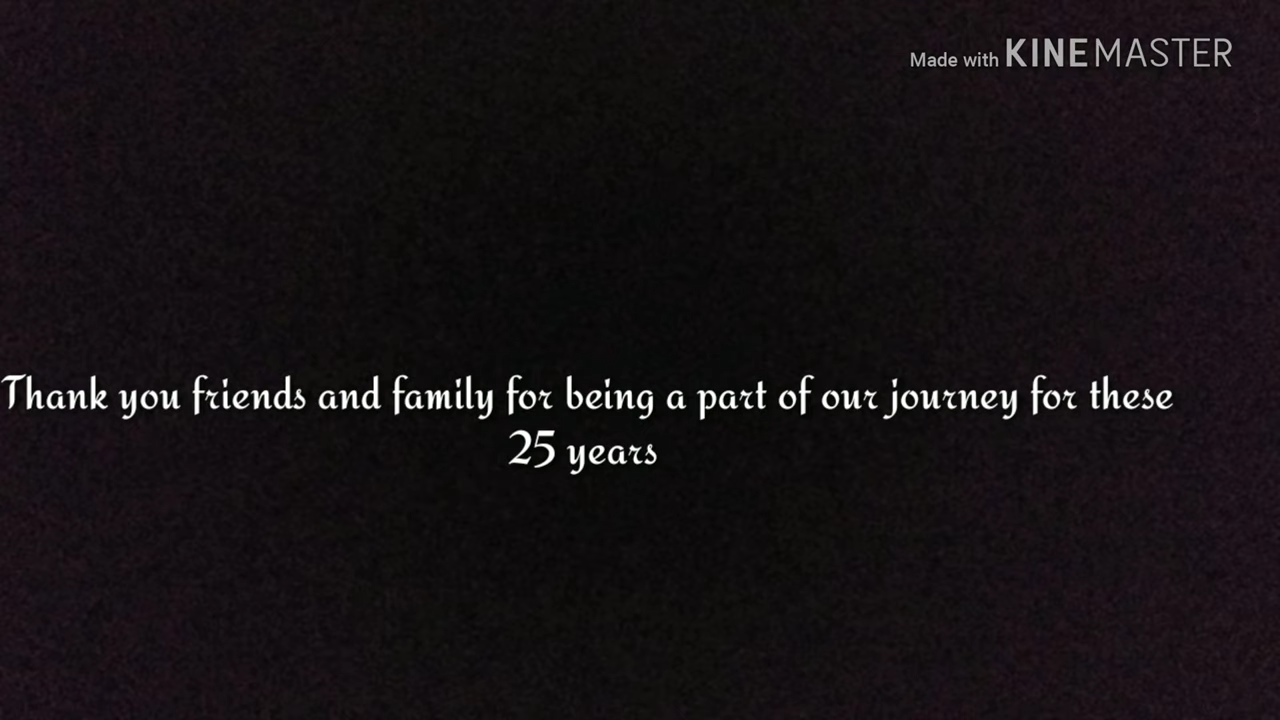 Made with KINEMASTER
Thank you friends and family for being a part of our journey for these
25 years